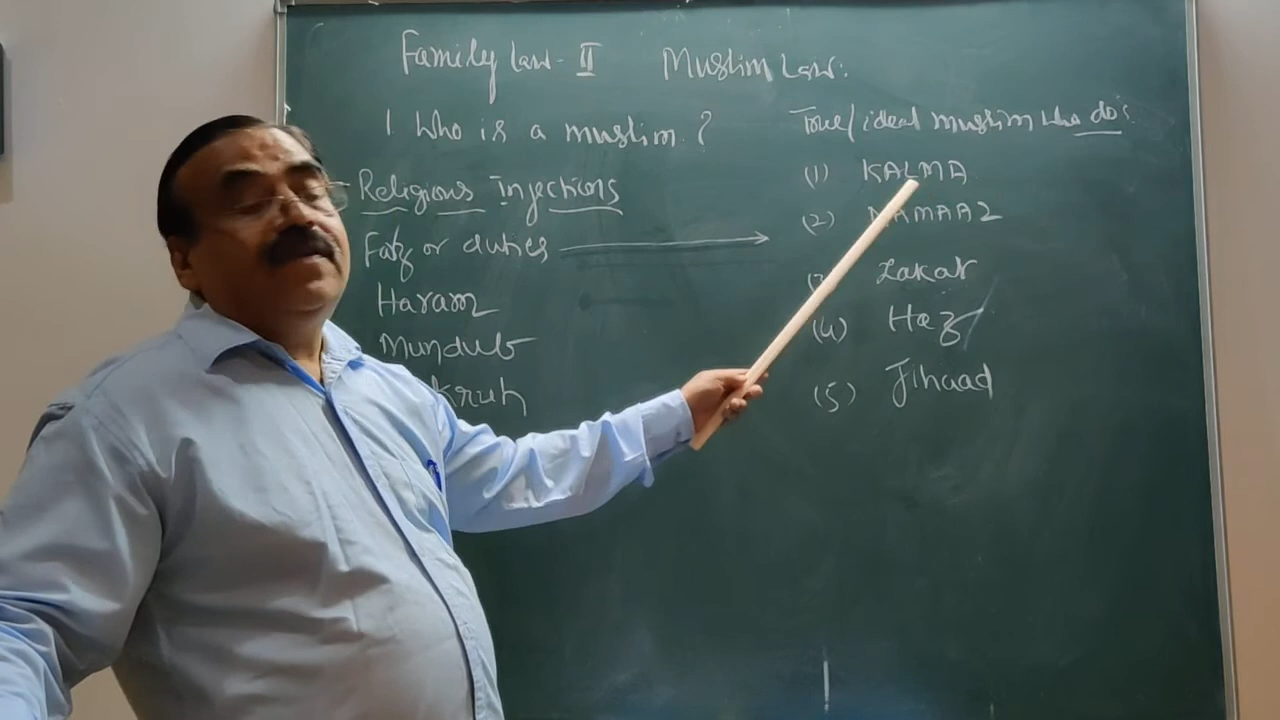 Family Law - II Muslim Law:
1. Who is a muslim?
Religious Injections
Farz or duties
Haram
Mundub
kruh
True/ideal muslim who do:
(1) KALMA
(2) NAMAAZ
(3) Zakat
(4) Haz
(5) Jihaad